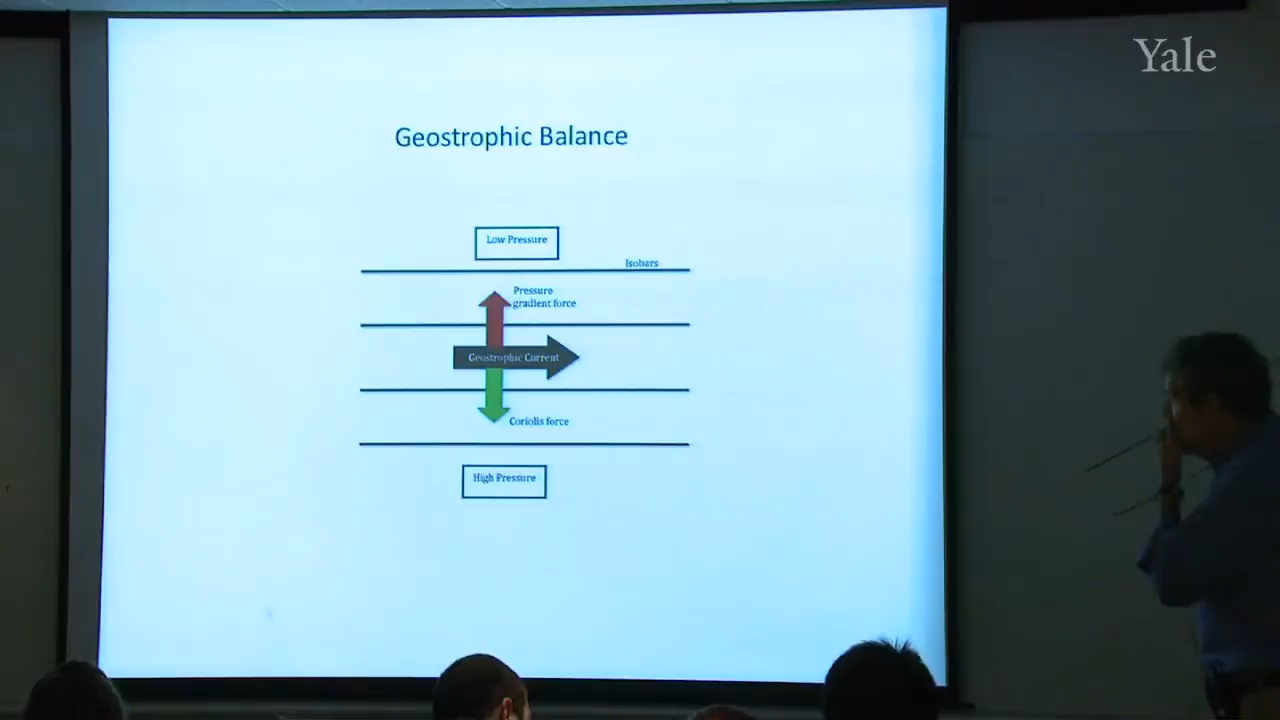 Yale
Geostrophic Balance
Low Pressure
Isobars
Pressure
gradient force
Geostrophic Current
Coriolis force
High Pressure